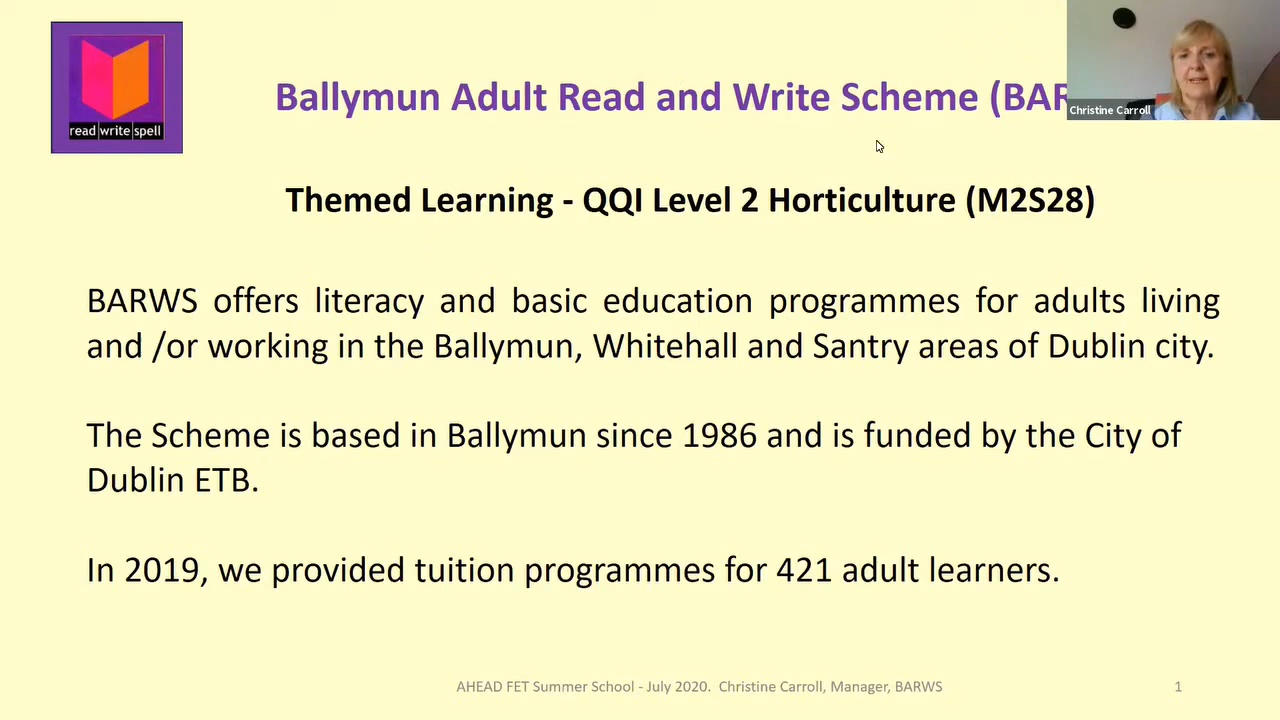 read write spell
Ballymun Adult Read and Write Scheme (BAR
Christine Carroll
Themed Learning - QQI Level 2 Horticulture (M2S28)
BARWS offers literacy and basic education programmes for adults living
and /or working in the Ballymun, Whitehall and Santry areas of Dublin city.
The Scheme is based in Ballymun since 1986 and is funded by the City of
Dublin ETB.
In 2019, we provided tuition programmes for 421 adult learners.
AHEAD FET Summer School - July 2020. Christine Carroll, Manager, BARWS
1